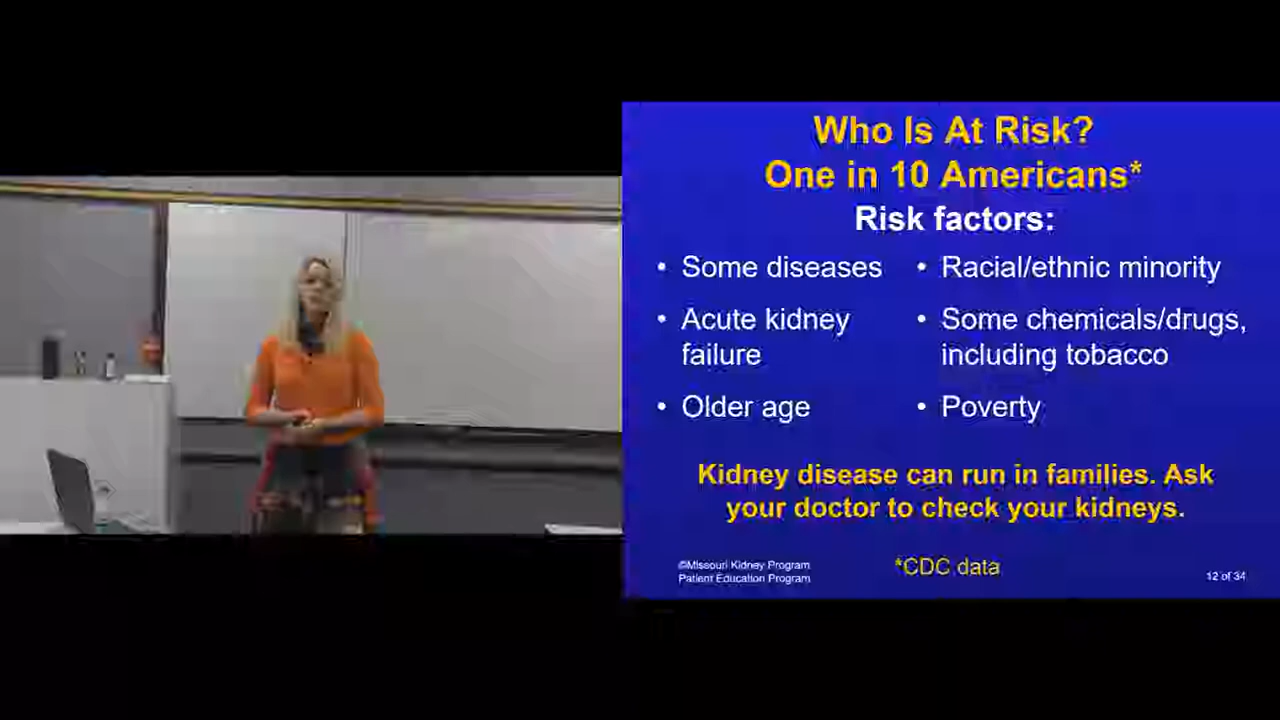 Who Is At Risk?
One in 10 Americans*
Risk factors:
• Some diseases
• Acute kidney
failure
• Older age
• Racial/ethnic minority
• Some chemicals/drugs,
including tobacco
• Poverty
Kidney disease can run in families. Ask
your doctor to check your kidneys.
*CDC data
©Missouri Kidney Program
Patient Education Program
12 of 34